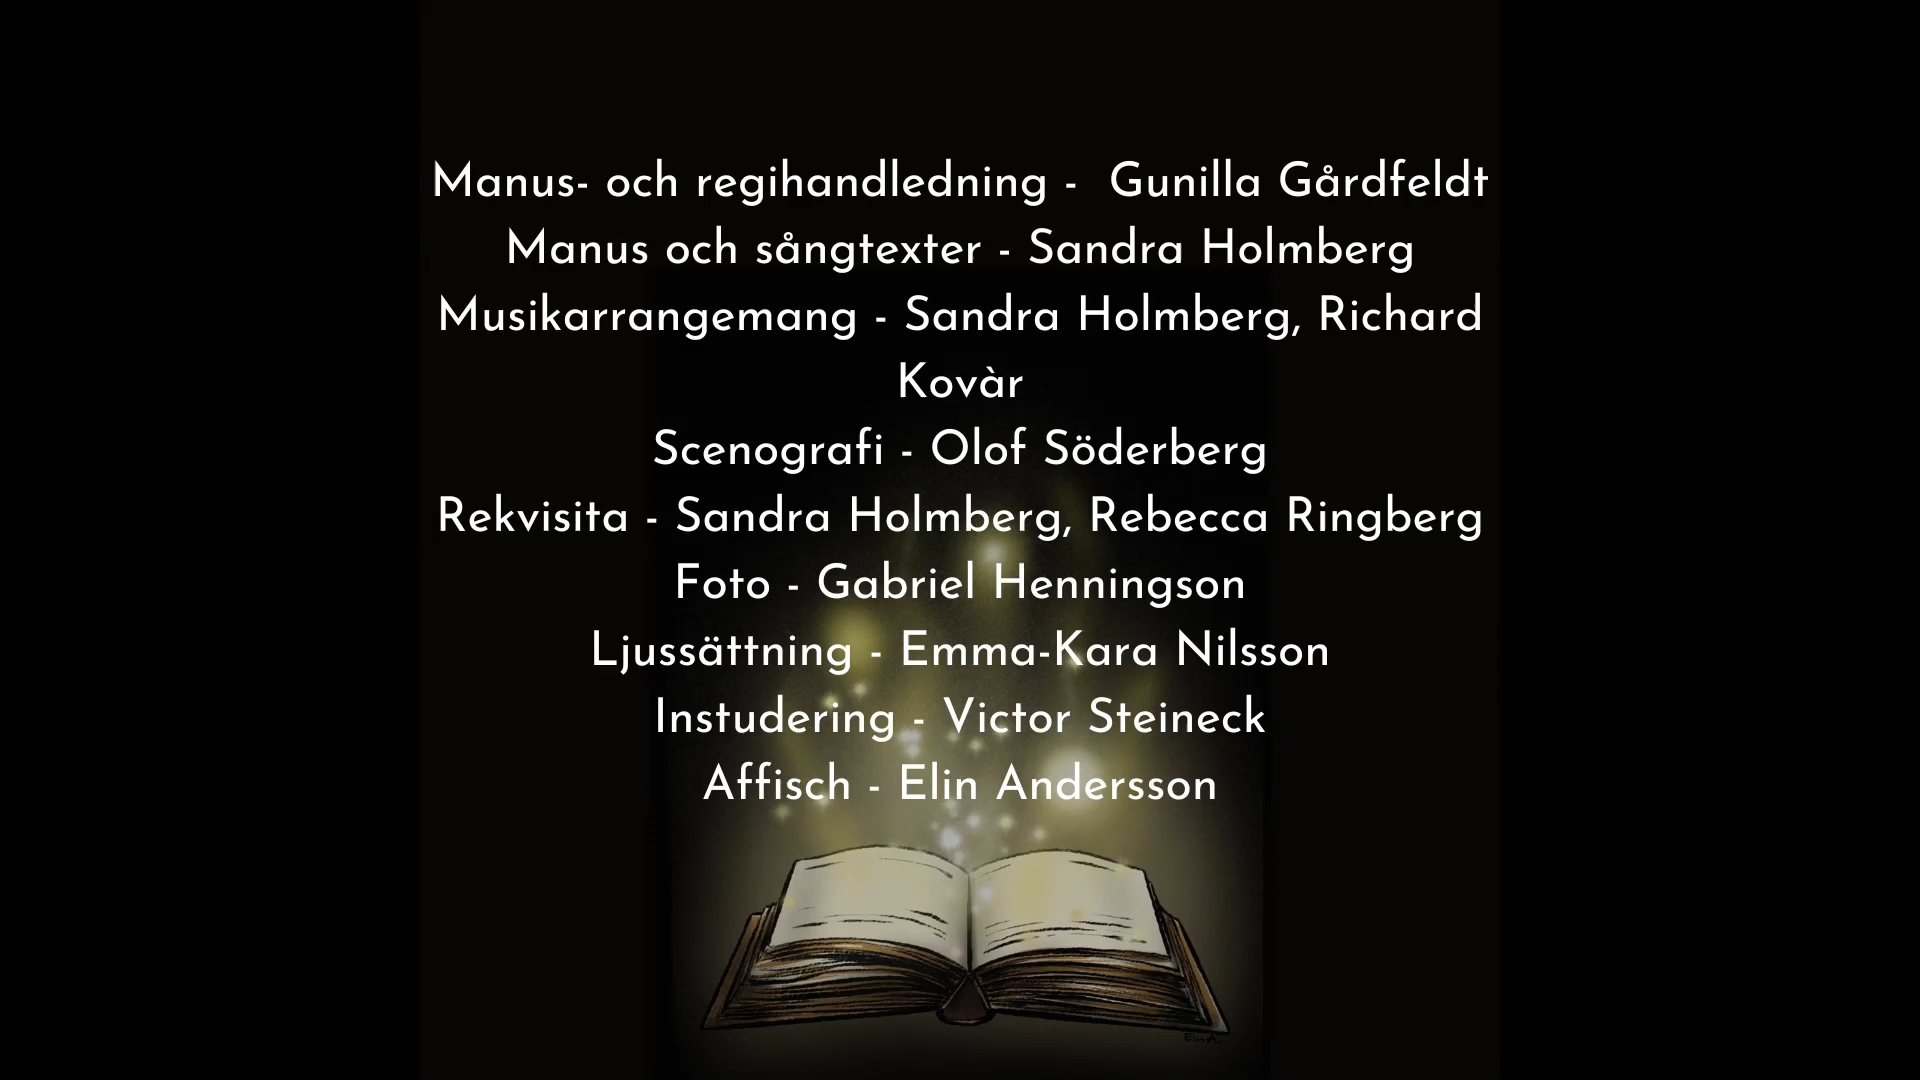 Manus- och regihandledning - Gunilla Gårdfeldt
Manus och sångtexter - Sandra Holmberg
Musikarrangemang - Sandra Holmberg, Richard
Kovàr
Scenografi - Olof Söderberg
Rekvisita - Sandra Holmberg, Rebecca Ringberg
Foto - Gabriel Henningson
Ljussättning - Emma-Kara Nilsson
Instudering - Victor Steineck
Affisch - Elin Andersson
ElinA.